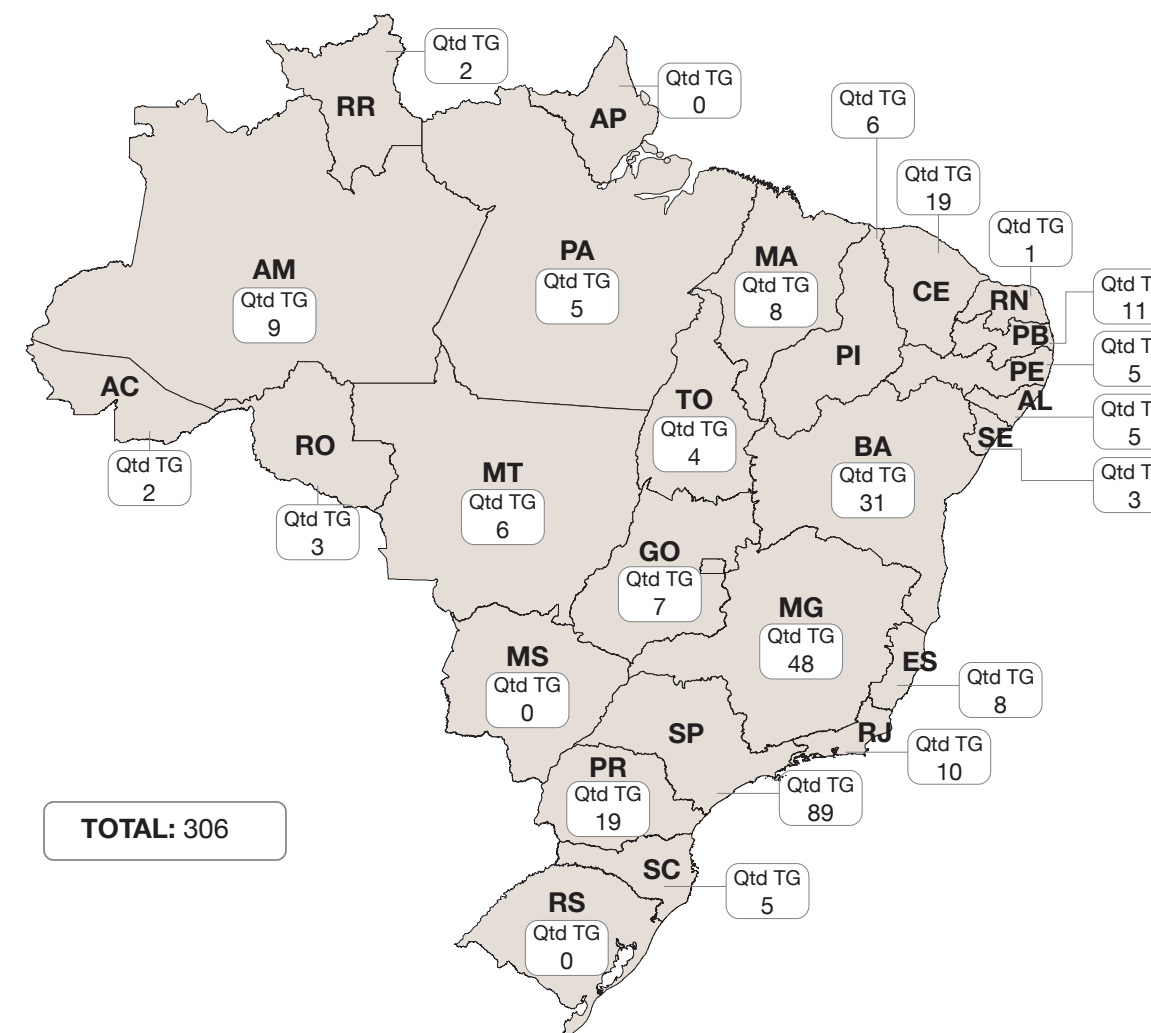 Qtd TG
2
RR
Qtd TG
0
AP
Qtd TG
6
Qtd TG
19
Qtd TG
1
PA
Qtd TG
5
MA
Qtd TG
8
AM
Qtd TG
9
CE
RN
Qtd T
11
PB
PI
Qtd T
5
PE
AC
Qtd TG
2
TO
Qtd TG
4
AL
Qtd T
5
SE
Qtd T
3
RO
Qtd TG
3
MT
Qtd TG
6
BA
Qtd TG
31
GO
Qtd TG
7
MG
Qtd TG
48
MS
Qtd TG
0
ES
Qtd TG
8
SP
RJ
Qtd TG
10
PR
Qtd TG
19
Qtd TG
89
TOTAL: 306
SC
Qtd TG
5
RS
Qtd TG
0